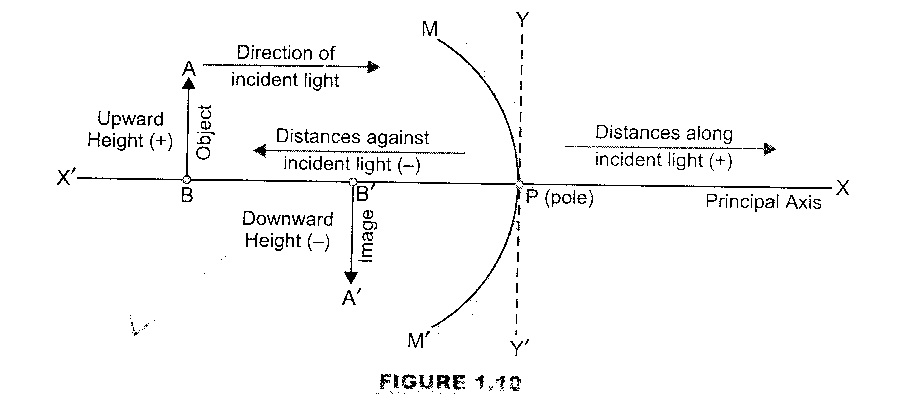 Y
M
Direction of
incident light
A
Upward
Height (+)
Object
Distances against
incident light (–)
Distances along
incident light (+)
X′
B
B′
P (pole)
Principal Axis
X
Downward
Height (–)
Image
A′
M′
Y′
FIGURE 1.10